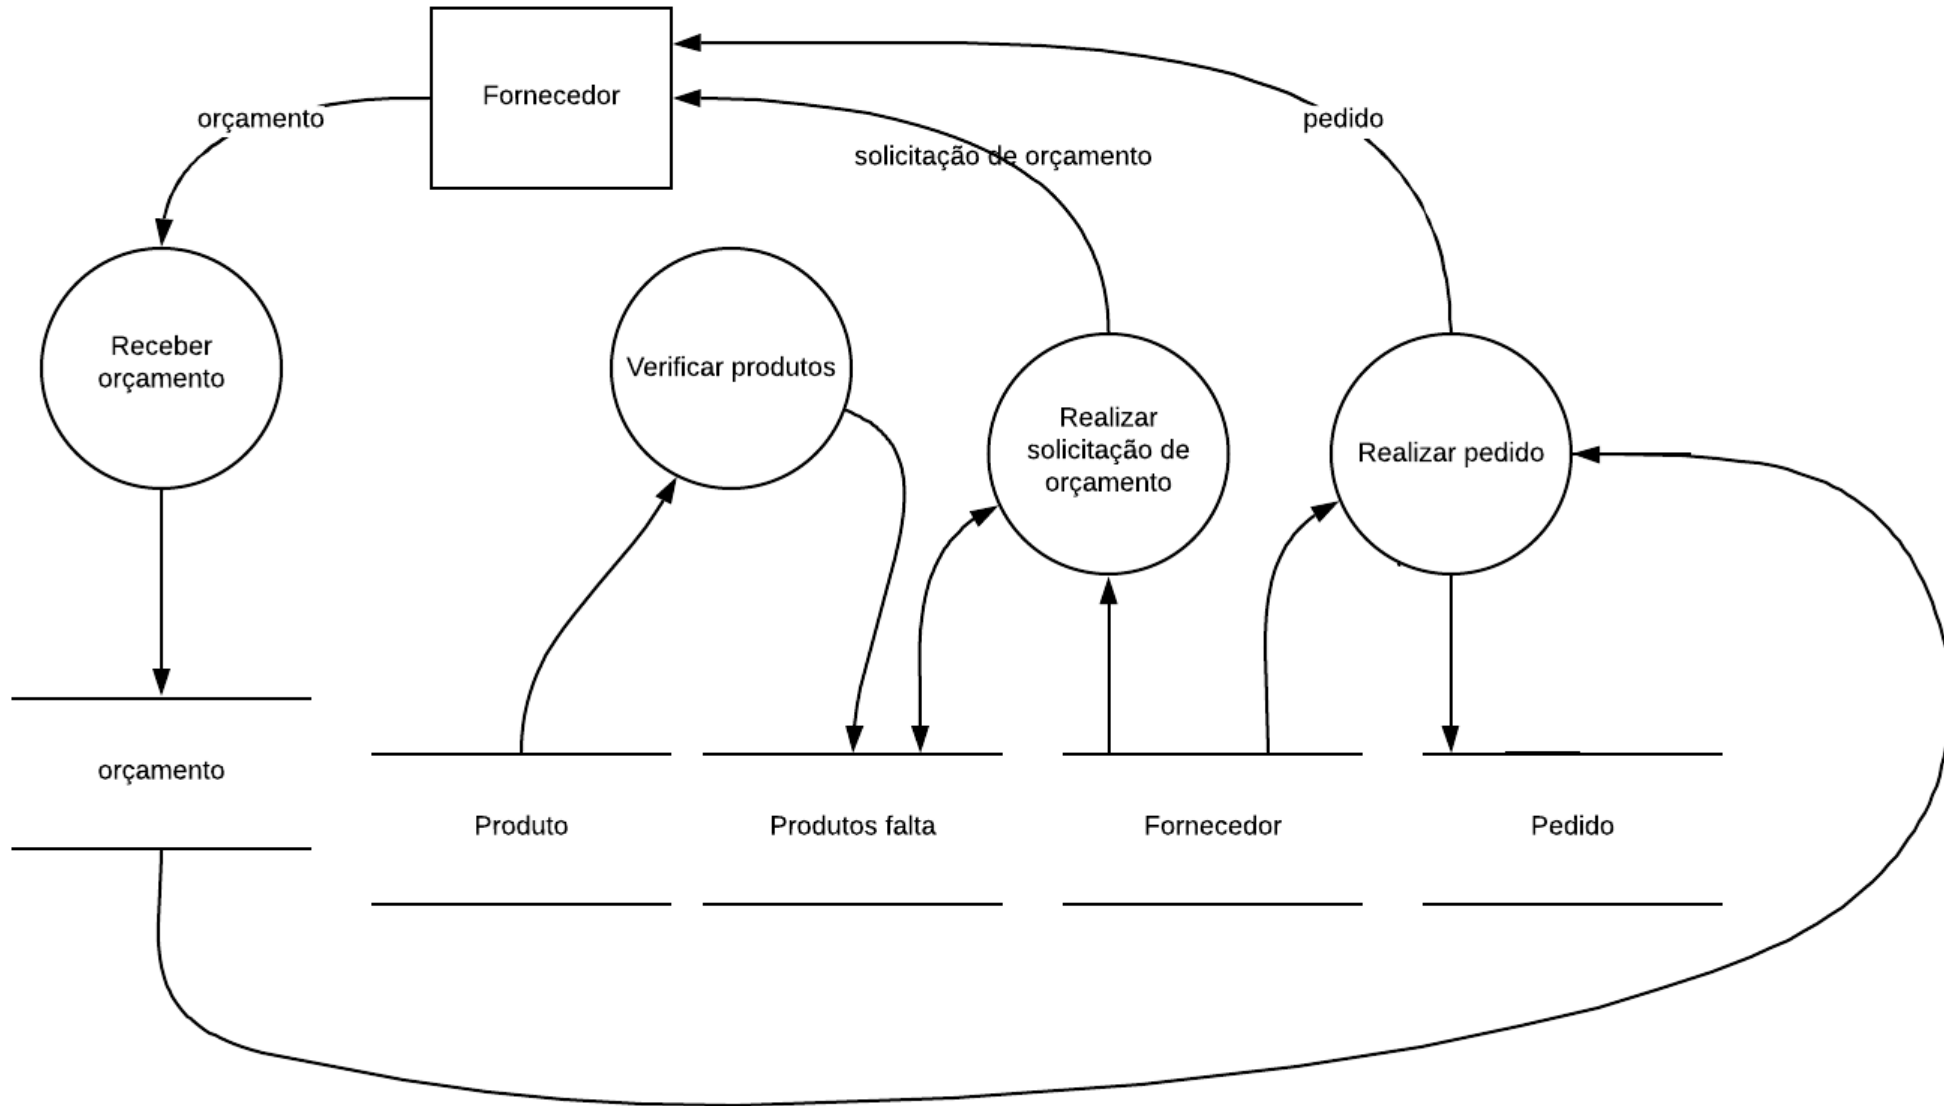 Fornecedor
orçamento
pedido
solicitação de orçamento
Receber
orçamento
Verificar produtos
Realizar
solicitação de
orçamento
Realizar pedido
orçamento
Produto
Produtos falta
Fornecedor
Pedido